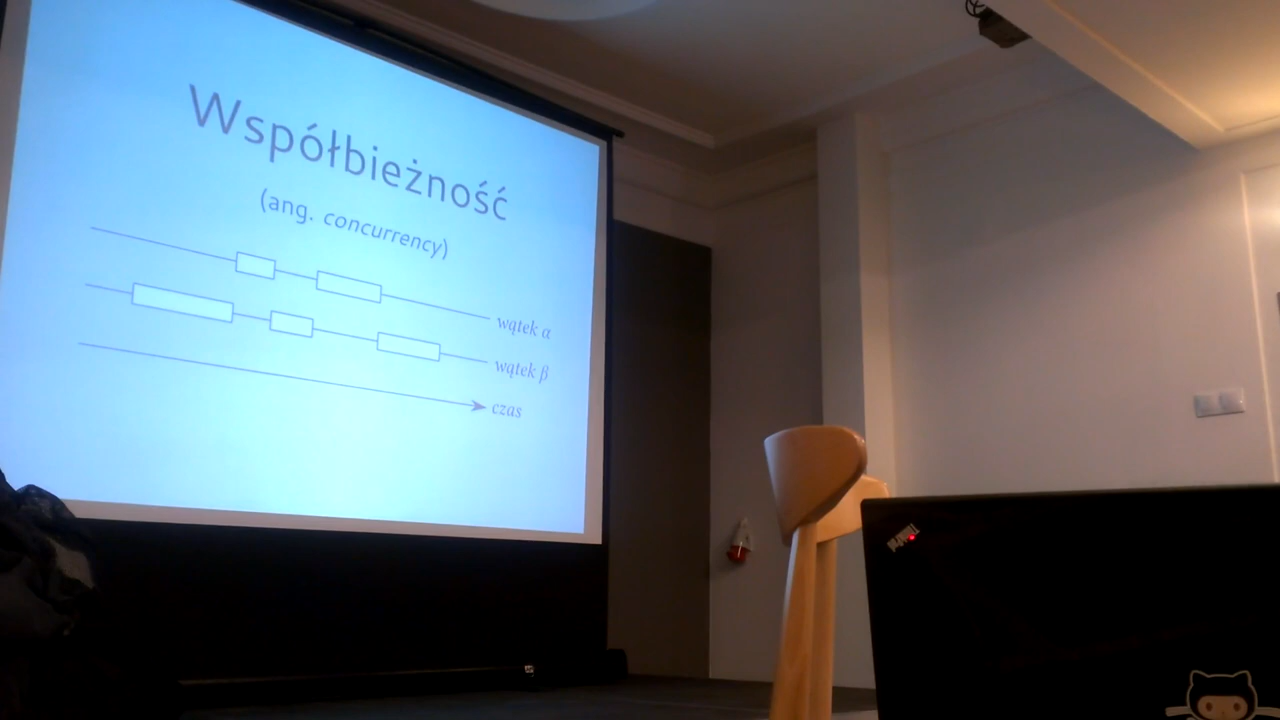 Współbieżność
(ang. concurrency)
wątek α
wątek β
czas